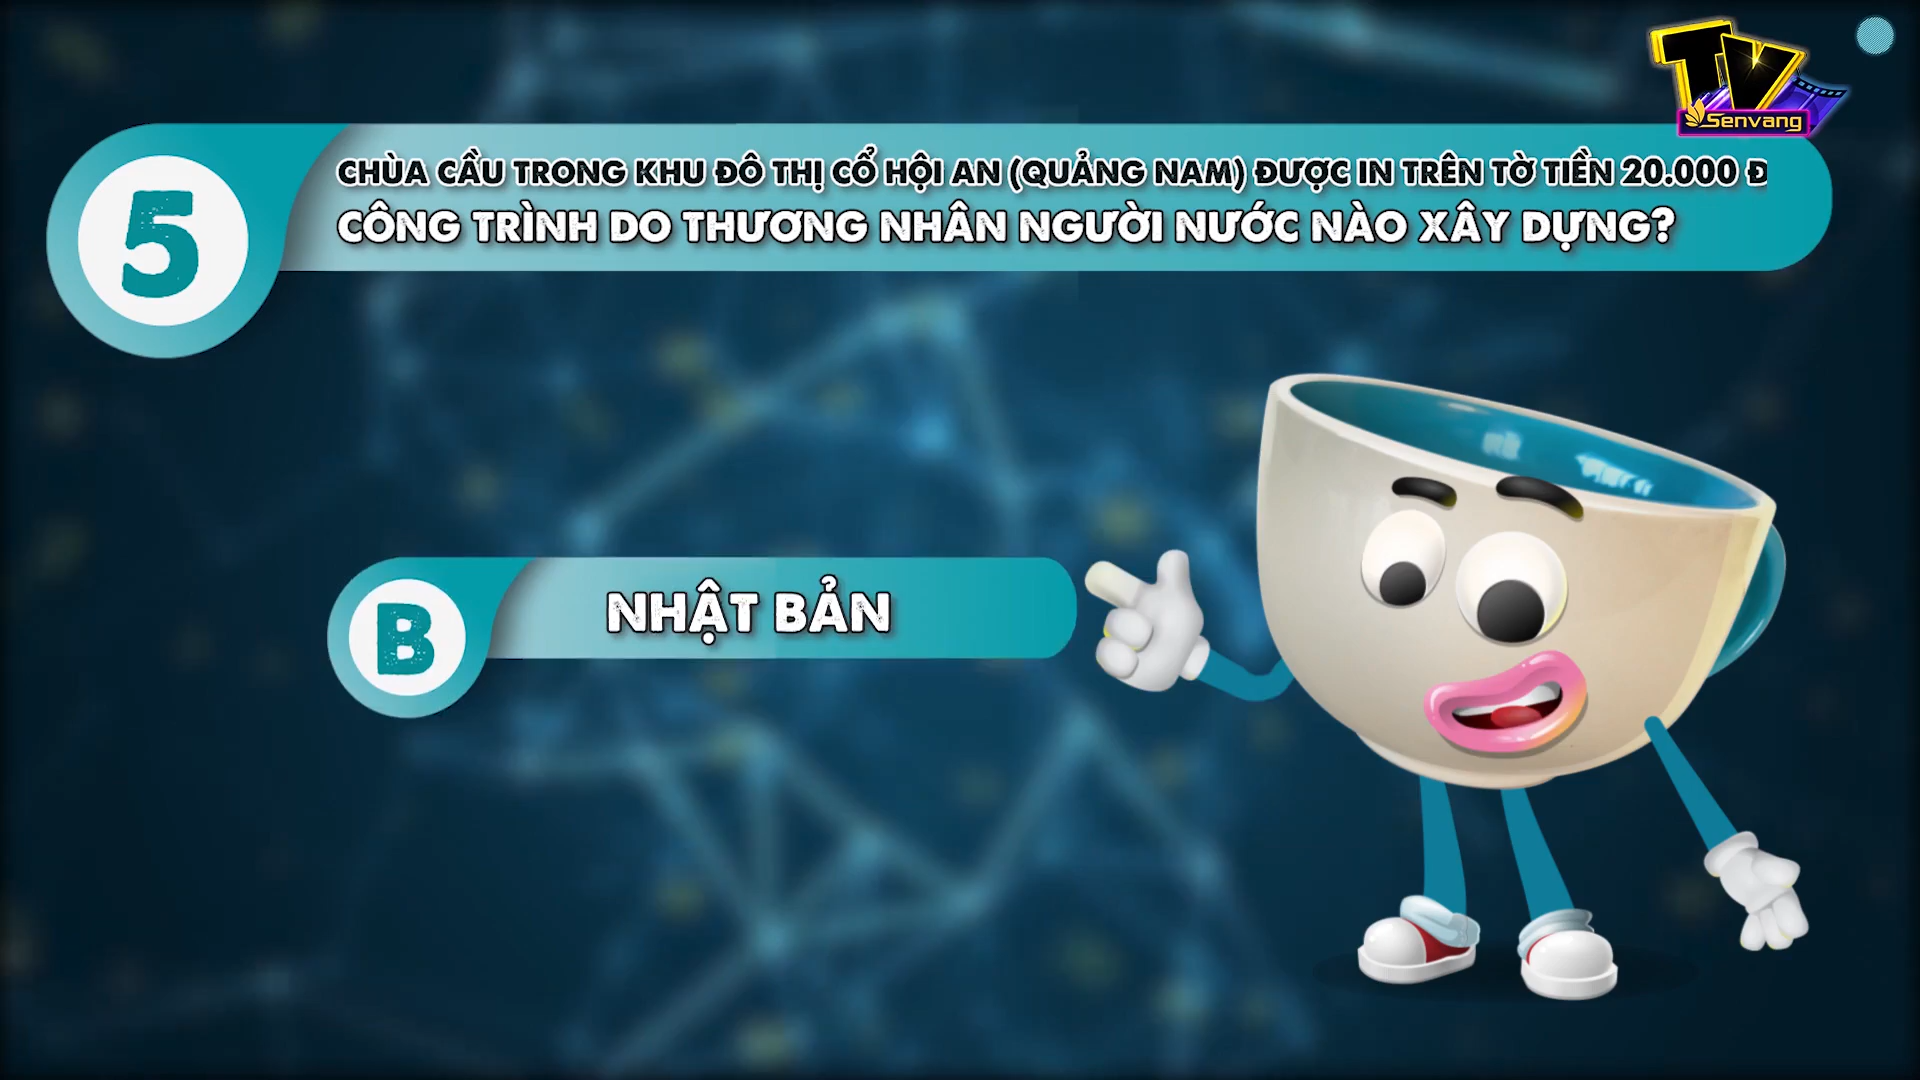 TV
Senvang
5
CHÙA CẦU TRONG KHU ĐÔ THỊ CỔ HỘI AN (QUẢNG NAM) ĐƯỢC IN TRÊN TỜ TIỀN 20.000 Đ
CÔNG TRÌNH DO THƯƠNG NHÂN NGƯỜI NƯỚC NÀO XÂY DỰNG?
B
NHẬT BẢN